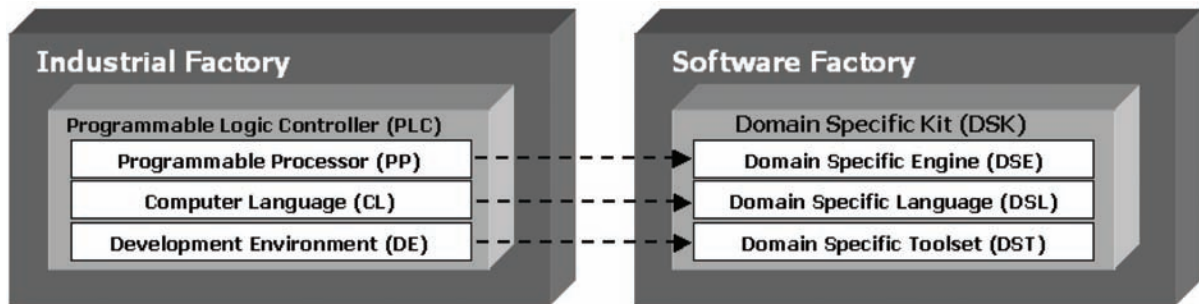 Industrial Factory
Programmable Logic Controller (PLC)
Programmable Processor (PP)
Computer Language (CL)
Development Environment (DE)
Software Factory
Domain Specific Kit (DSK)
Domain Specific Engine (DSE)
Domain Specific Language (DSL)
Domain Specific Toolset (DST)